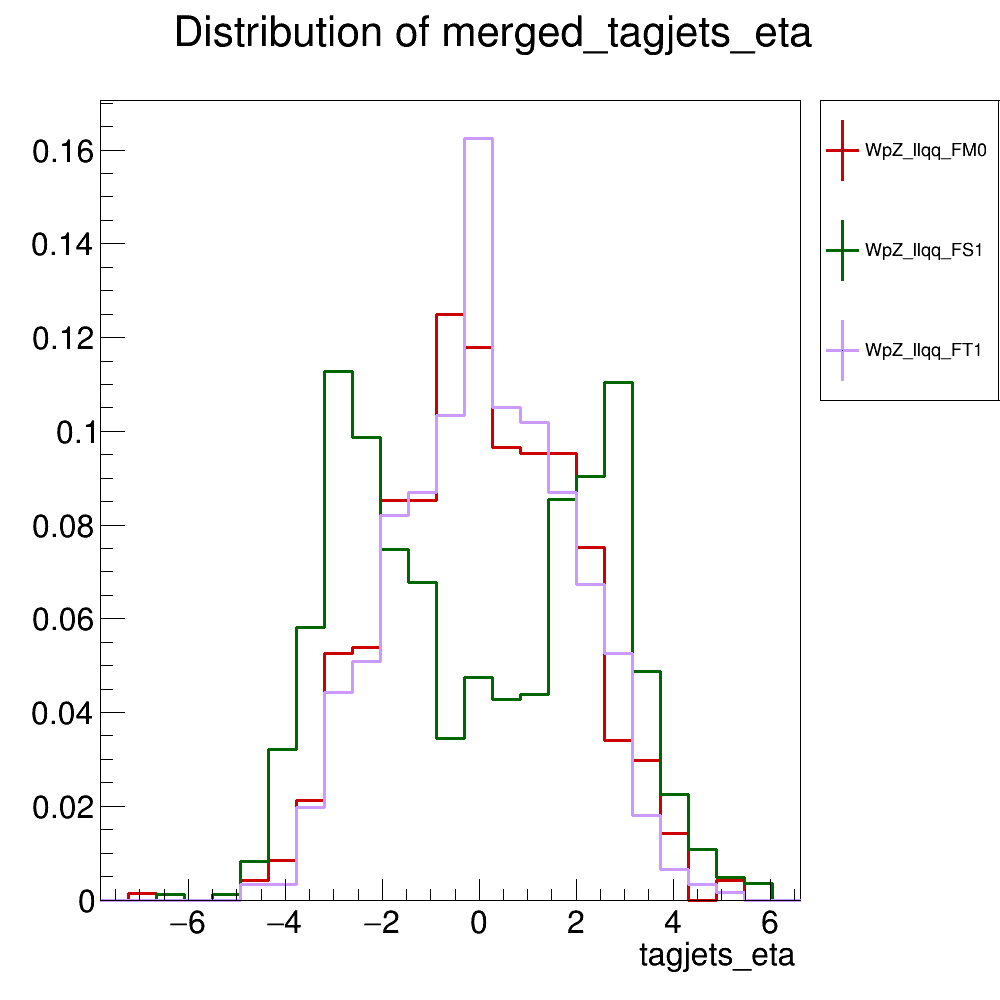 Distribution of merged_tagjets_eta
0.16
0.14
0.12
0.1
0.08
0.06
0.04
0.02
0
−6 −4 −2 0 2 4 6
tagjets_eta
WpZ_llqq_FM0
WpZ_llqq_FS1
WpZ_llqq_FT1